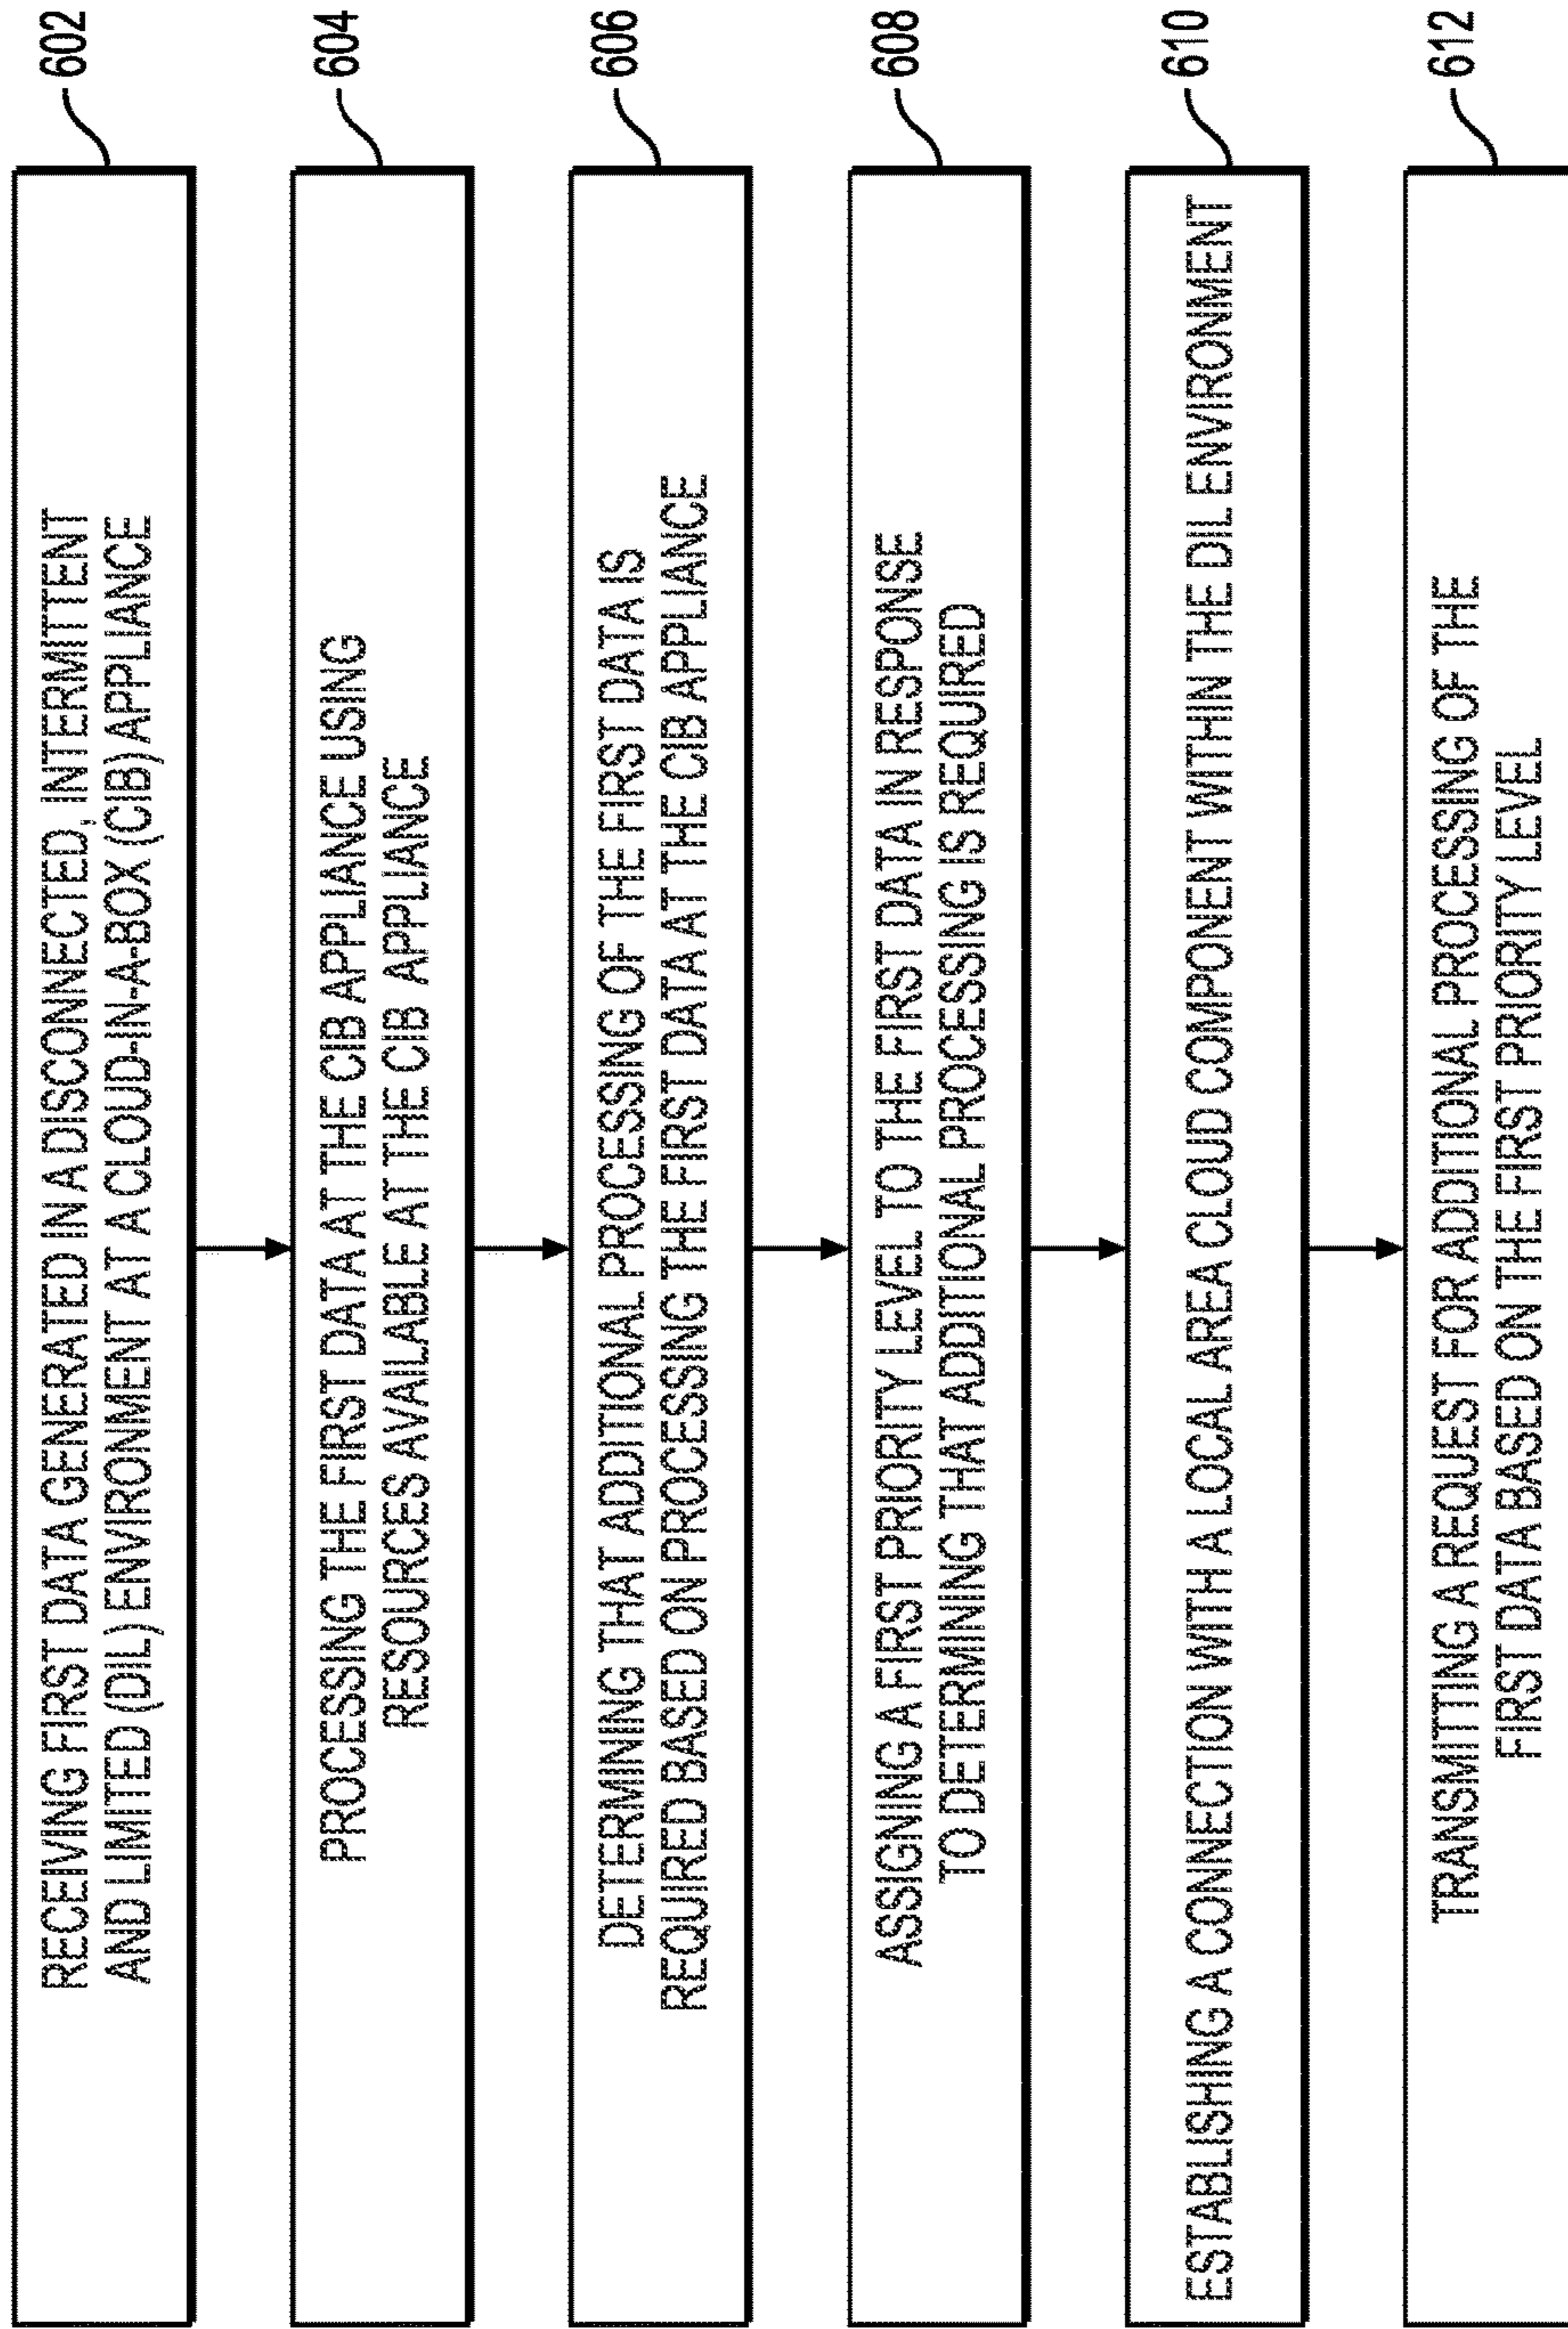 RECEIVING FIRST DATA GENERATED IN A DISCONNECTED, INTERMITTENT
AND LIMITED (DIL) ENVIRONMENT AT A CLOUD-IN-A-BOX (CIB) APPLIANCE
602
PROCESSING THE FIRST DATA AT THE CIB APPLIANCE USING
RESOURCES AVAILABLE AT THE CIB APPLIANCE
604
DETERMINING THAT ADDITIONAL PROCESSING OF THE FIRST DATA IS
REQUIRED BASED ON PROCESSING THE FIRST DATA AT THE CIB APPLIANCE
606
ASSIGNING A FIRST PRIORITY LEVEL TO THE FIRST DATA IN RESPONSE
TO DETERMINING THAT ADDITIONAL PROCESSING IS REQUIRED
608
ESTABLISHING A CONNECTION WITH A LOCAL AREA CLOUD COMPONENT WITHIN THE DIL ENVIRONMENT
610
TRANSMITTING A REQUEST FOR ADDITIONAL PROCESSING OF THE
FIRST DATA BASED ON THE FIRST PRIORITY LEVEL
612